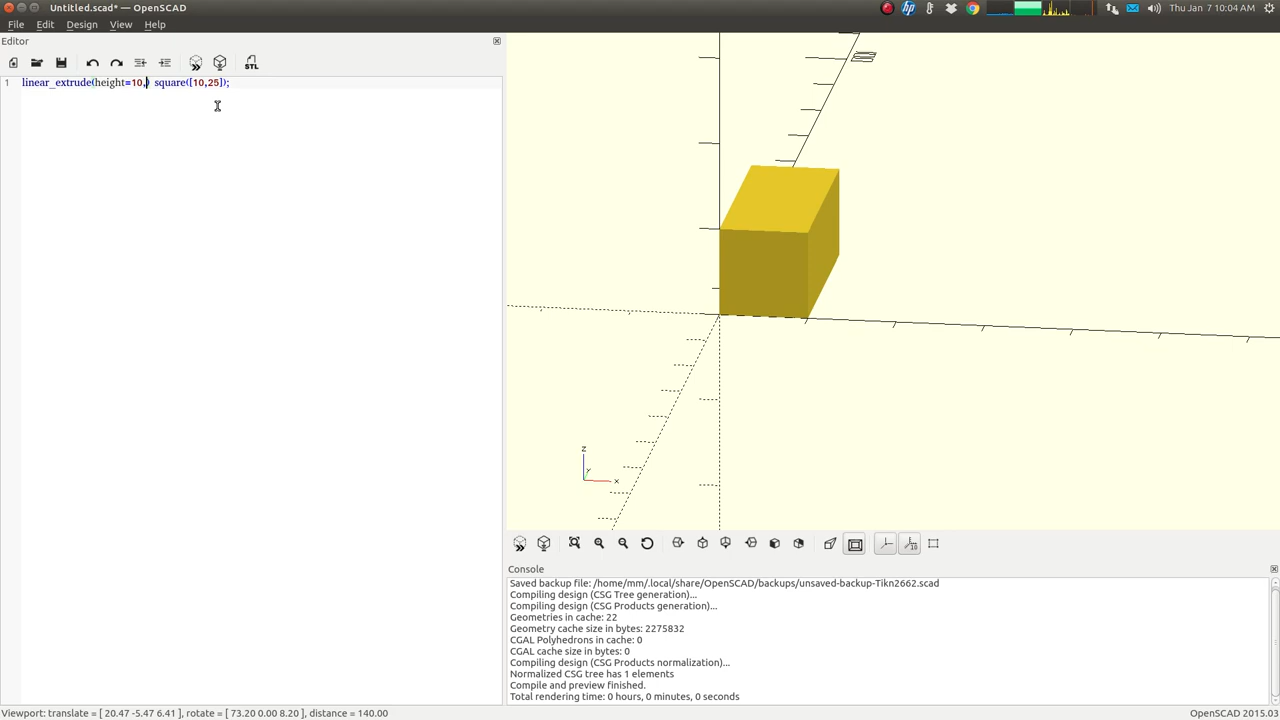 Untitled.scad* — OpenSCAD
Thu Jan 7 10:04 AM
File Edit Design View Help
Editor
STL
1 linear_extrude(height=10,) square([10,25]);
z
y
x
10
Console
Saved backup file: /home/mm/.local/share/OpenSCAD/backups/unsaved-backup-Tikn2662.scad
Compiling design (CSG Tree generation)...
Compiling design (CSG Products generation)...
Geometries in cache: 22
Geometry cache size in bytes: 2275832
CGAL Polyhedrons in cache: 0
CGAL cache size in bytes: 0
Compiling design (CSG Products normalization)...
Normalized CSG tree has 1 elements
Compile and preview finished.
Total rendering time: 0 hours, 0 minutes, 0 seconds
Viewport: translate = [ 20.47 -5.47 6.41 ], rotate = [ 73.20 0.00 8.20 ], distance = 140.00
OpenSCAD 2015.03